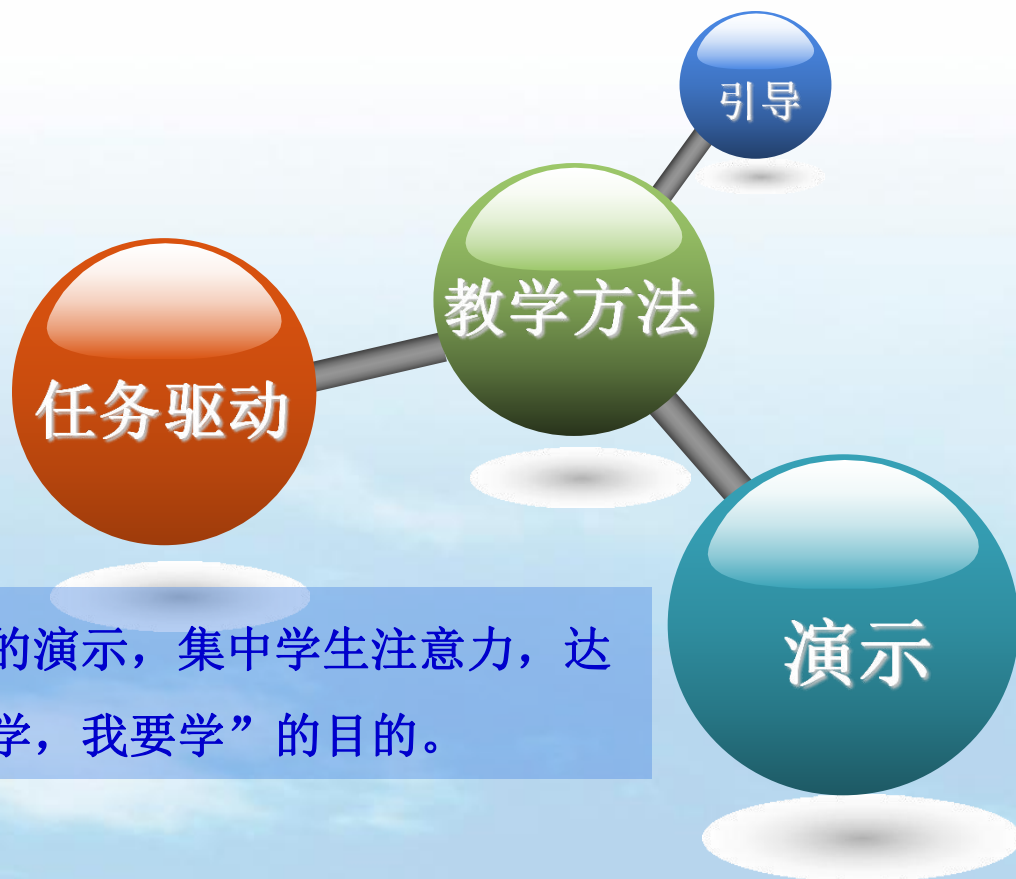 引导
教学方法
任务驱动
的演示，集中学生注意力，达
学，我要学”的目的。
演示